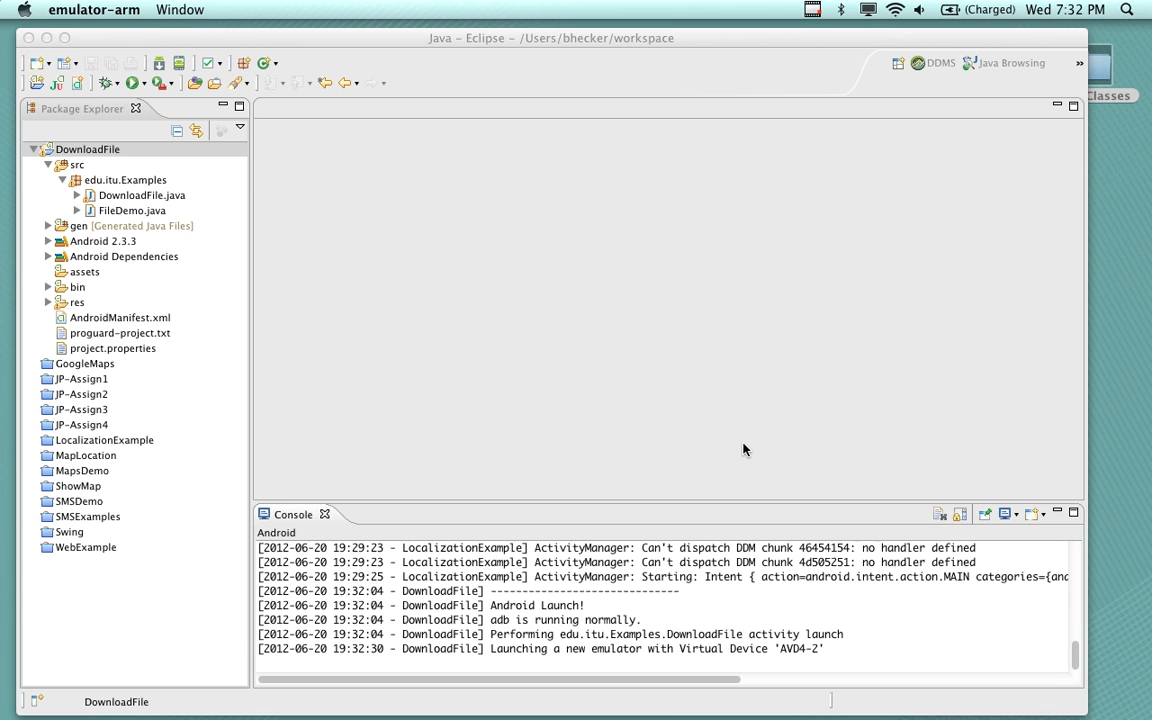 emulator-arm Window (Charged) Wed 7:32 PM
Java - Eclipse - /Users/bhecker/workspace
DDMS Java Browsing »
Classes
Package Explorer
DownloadFile
src
edu.itu.Examples
DownloadFile.java
FileDemo.java
gen [Generated Java Files]
Android 2.3.3
Android Dependencies
assets
bin
res
AndroidManifest.xml
proguard-project.txt
project.properties
GoogleMaps
JP-Assign1
JP-Assign2
JP-Assign3
JP-Assign4
LocalizationExample
MapLocation
MapsDemo
ShowMap
SMSDemo
SMSExamples
Swing
WebExample
Console
Android
[2012-06-20 19:29:23 - LocalizationExample] ActivityManager: Can't dispatch DDM chunk 46454154: no handler defined
[2012-06-20 19:29:23 - LocalizationExample] ActivityManager: Can't dispatch DDM chunk 4d505251: no handler defined
[2012-06-20 19:29:25 - LocalizationExample] ActivityManager: Starting: Intent { action=android.intent.action.MAIN categories={and
[2012-06-20 19:32:04 - DownloadFile] ------------------------------
[2012-06-20 19:32:04 - DownloadFile] Android Launch!
[2012-06-20 19:32:04 - DownloadFile] adb is running normally.
[2012-06-20 19:32:04 - DownloadFile] Performing edu.itu.Examples.DownloadFile activity launch
[2012-06-20 19:32:30 - DownloadFile] Launching a new emulator with Virtual Device 'AVD4-2'
DownloadFile